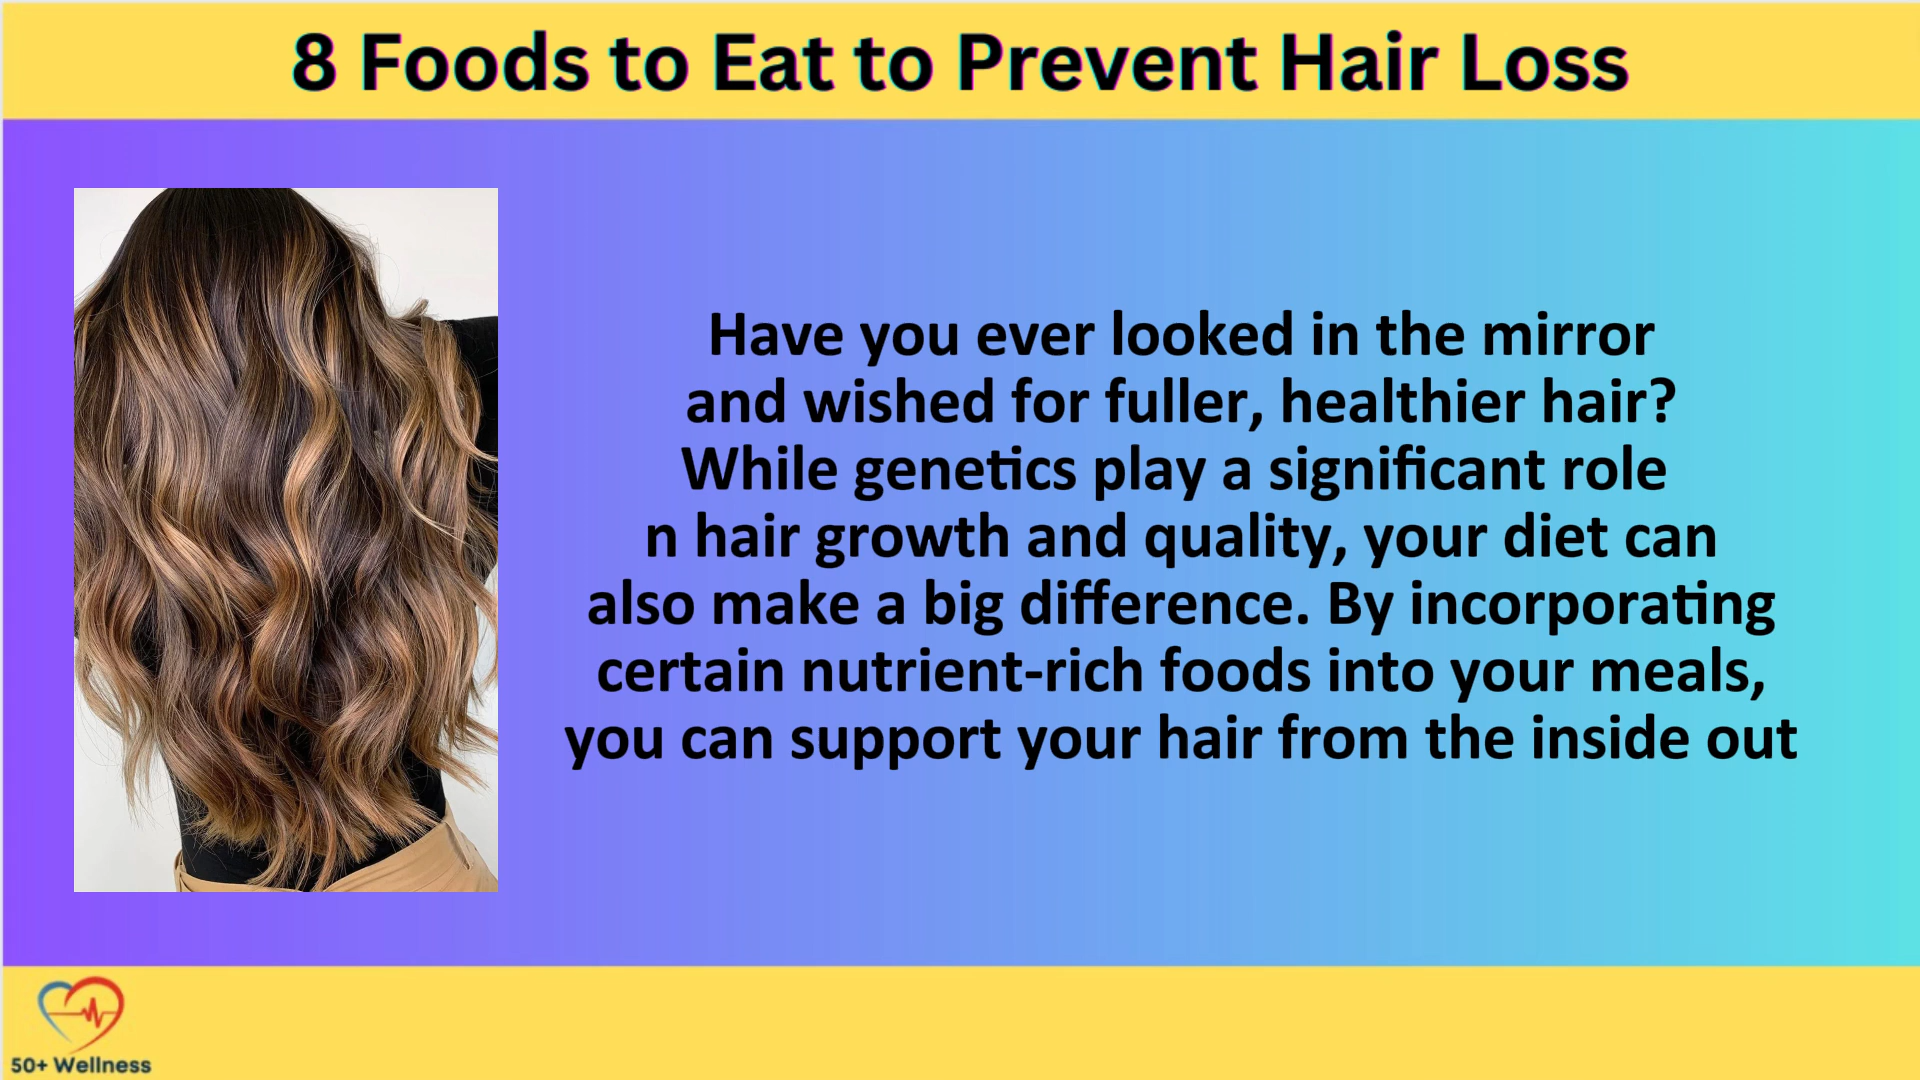 8 Foods to Eat to Prevent Hair Loss
Have you ever looked in the mirror
and wished for fuller, healthier hair?
While genetics play a significant role
n hair growth and quality, your diet can
also make a big difference. By incorporating
certain nutrient-rich foods into your meals,
you can support your hair from the inside out
50+ Wellness